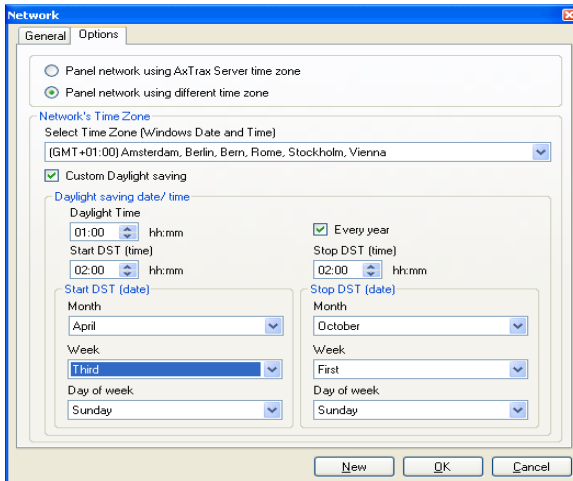 Network
General Options
Panel network using AxTrax Server time zone
Panel network using different time zone
Network's Time Zone
Select Time Zone (Windows Date and Time)
(GMT+01:00) Amsterdam, Berlin, Bern, Rome, Stockholm, Vienna
Custom Daylight saving
Daylight saving date/ time
Daylight Time
01:00 hh:mm
Every year
Start DST (time)
Stop DST (time)
02:00 hh:mm
02:00 hh:mm
Start DST (date)
Stop DST (date)
Month
Month
April
October
Week
Week
Third
First
Day of week
Day of week
Sunday
Sunday
New OK Cancel